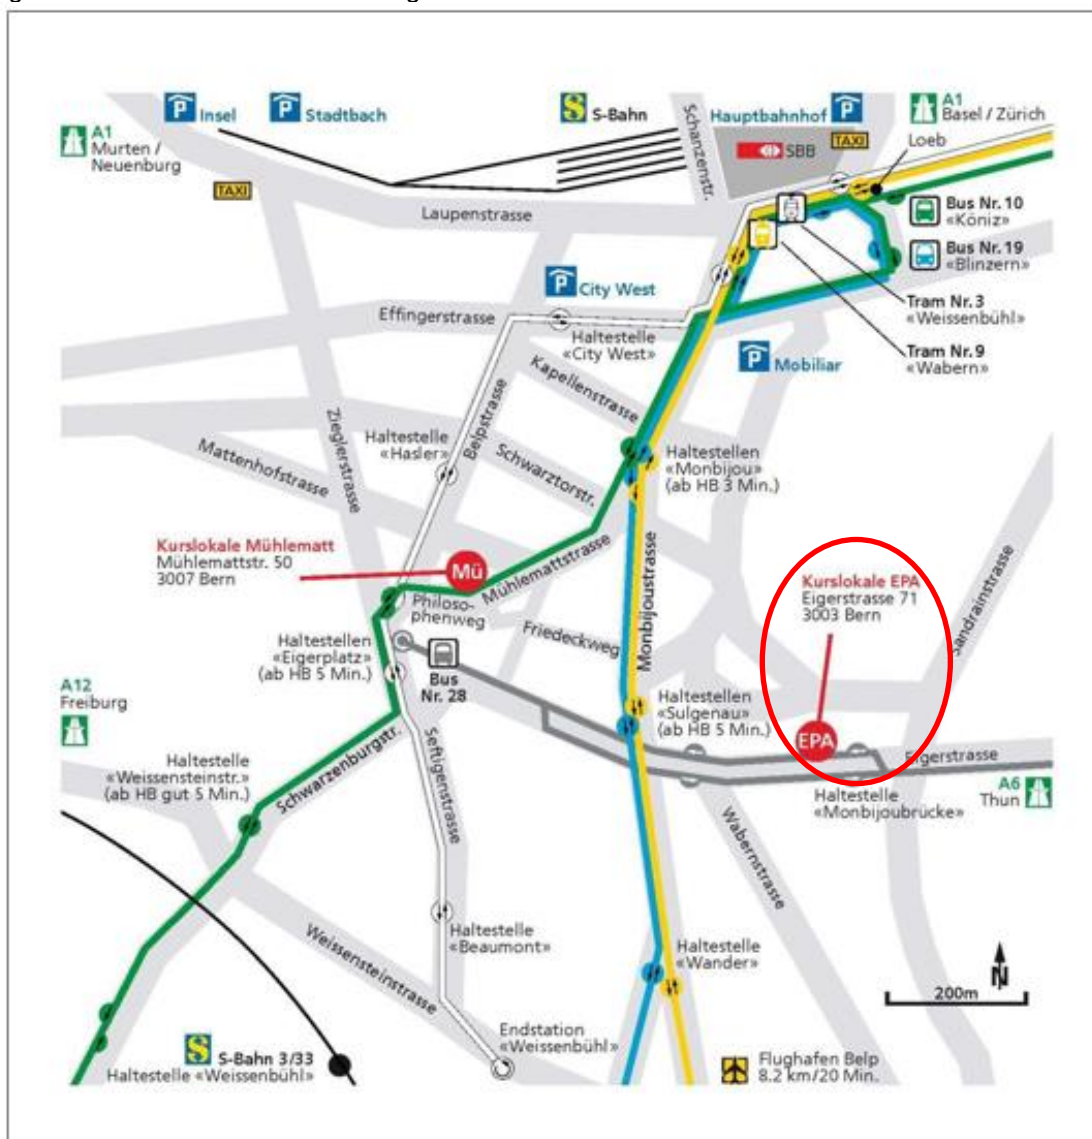 Insel
Stadtbach
S-Bahn
Schanzenstr.
Hauptbahnhof
A1
Basel / Zürich
Loeb
A1
Murten /
Neuenburg
TAXI
SBB
TAXI
Laupenstrasse
Bus Nr. 10
«Köniz»
Bus Nr. 19
«Blinzern»
City West
Effingerstrasse
Haltestelle
«City West»
Tram Nr. 3
«Weissenbühl»
Tram Nr. 9
«Wabern»
Mobiliar
Kapellenstrasse
Zieglerstrasse
Belpstrasse
Haltestelle
«Hasler»
Mattenhofstrasse
Schwarztorstr.
Haltestellen
«Monbijou»
(ab HB 3 Min.)
Kurslokale Mühlematt
Mühlemattstr. 50
3007 Bern
Mü
Mühlemattstrasse
Monbijoustrasse
Kurslokale EPA
Eigerstrasse 71
3003 Bern
Sandrainstrasse
Philoso-
phenweg
Friedeckweg
Haltestellen
«Eigerplatz»
(ab HB 5 Min.)
Bus
Nr. 28
A12
Freiburg
Haltestellen
«Sulgenau»
(ab HB 5 Min.)
EPA
Eigerstrasse
Haltestelle
«Weissensteinstr.»
(ab HB gut 5 Min.)
Schwarzenburgstr.
Seftigenstrasse
A6
Thun
Haltestelle
«Monbijoubrücke»
Wabernstrasse
Haltestelle
«Beaumont»
Haltestelle
«Wander»
Weissensteinstrasse
N
200m
Endstation
«Weissenbühl»
S-Bahn 3/33
Haltestelle «Weissenbühl»
Flughafen Belp
8.2 km/20 Min.